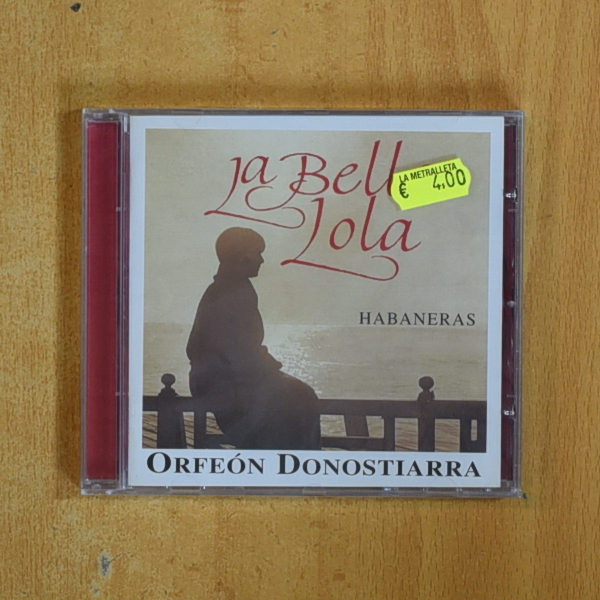 La Bell
Lola
LA METRALLETA
€ 4,00
HABANERAS
ORFEÓN DONOSTIARRA